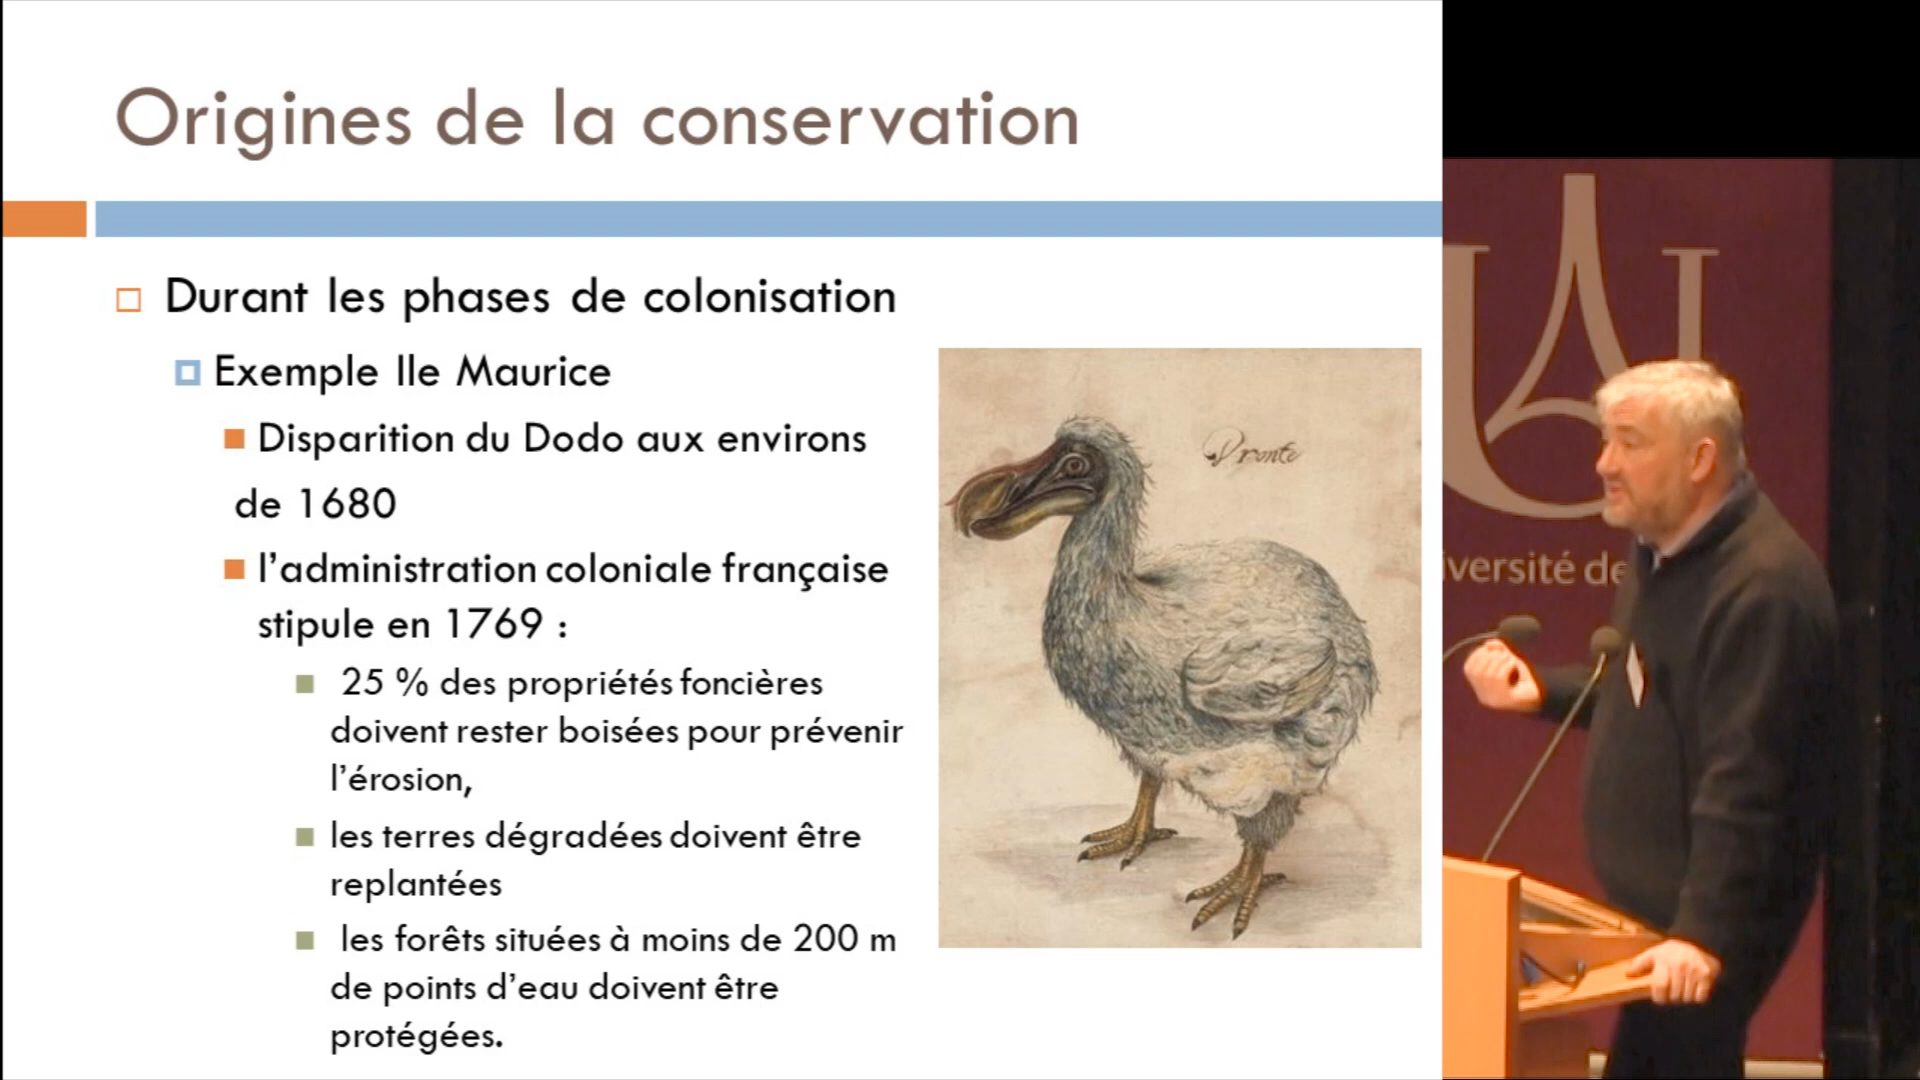 Origines de la conservation
Durant les phases de colonisation
Exemple Ile Maurice
Disparition du Dodo aux environs
de 1680
l'administration coloniale française
stipule en 1769 :
25 % des propriétés foncières
doivent rester boisées pour prévenir
l'érosion,
les terres dégradées doivent être
replantées
les forêts situées à moins de 200 m
de points d'eau doivent être
protégées.
iversité de